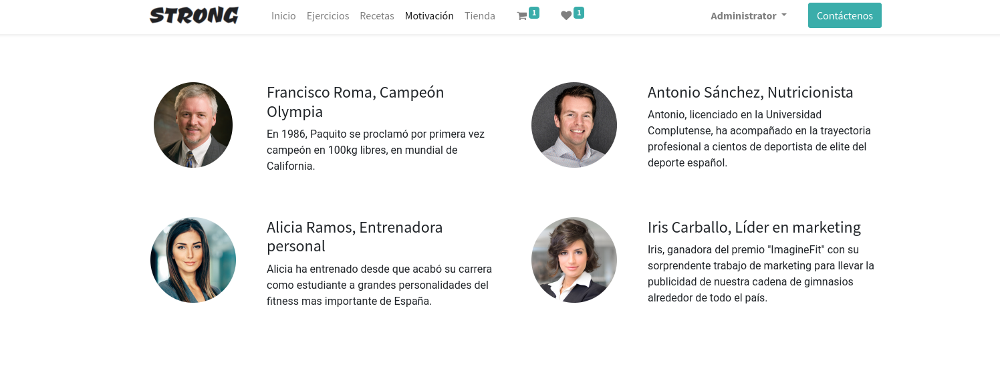 STRONG Inicio Ejercicios Recetas Motivación Tienda 1 1 Administrator Contáctenos
Francisco Roma, Campeón
Olympia
En 1986, Paquito se proclamó por primera vez
campeón en 100kg libres, en mundial de
California.
Antonio Sánchez, Nutricionista
Antonio, licenciado en la Universidad
Complutense, ha acompañado en la trayectoria
profesional a cientos de deportista de elite del
deporte español.
Alicia Ramos, Entrenadora
personal
Alicia ha entrenado desde que acabó su carrera
como estudiante a grandes personalidades del
fitness mas importante de España.
Iris Carballo, Líder en marketing
Iris, ganadora del premio "ImagineFit" con su
sorprendente trabajo de marketing para llevar la
publicidad de nuestra cadena de gimnasios
alrededor de todo el país.